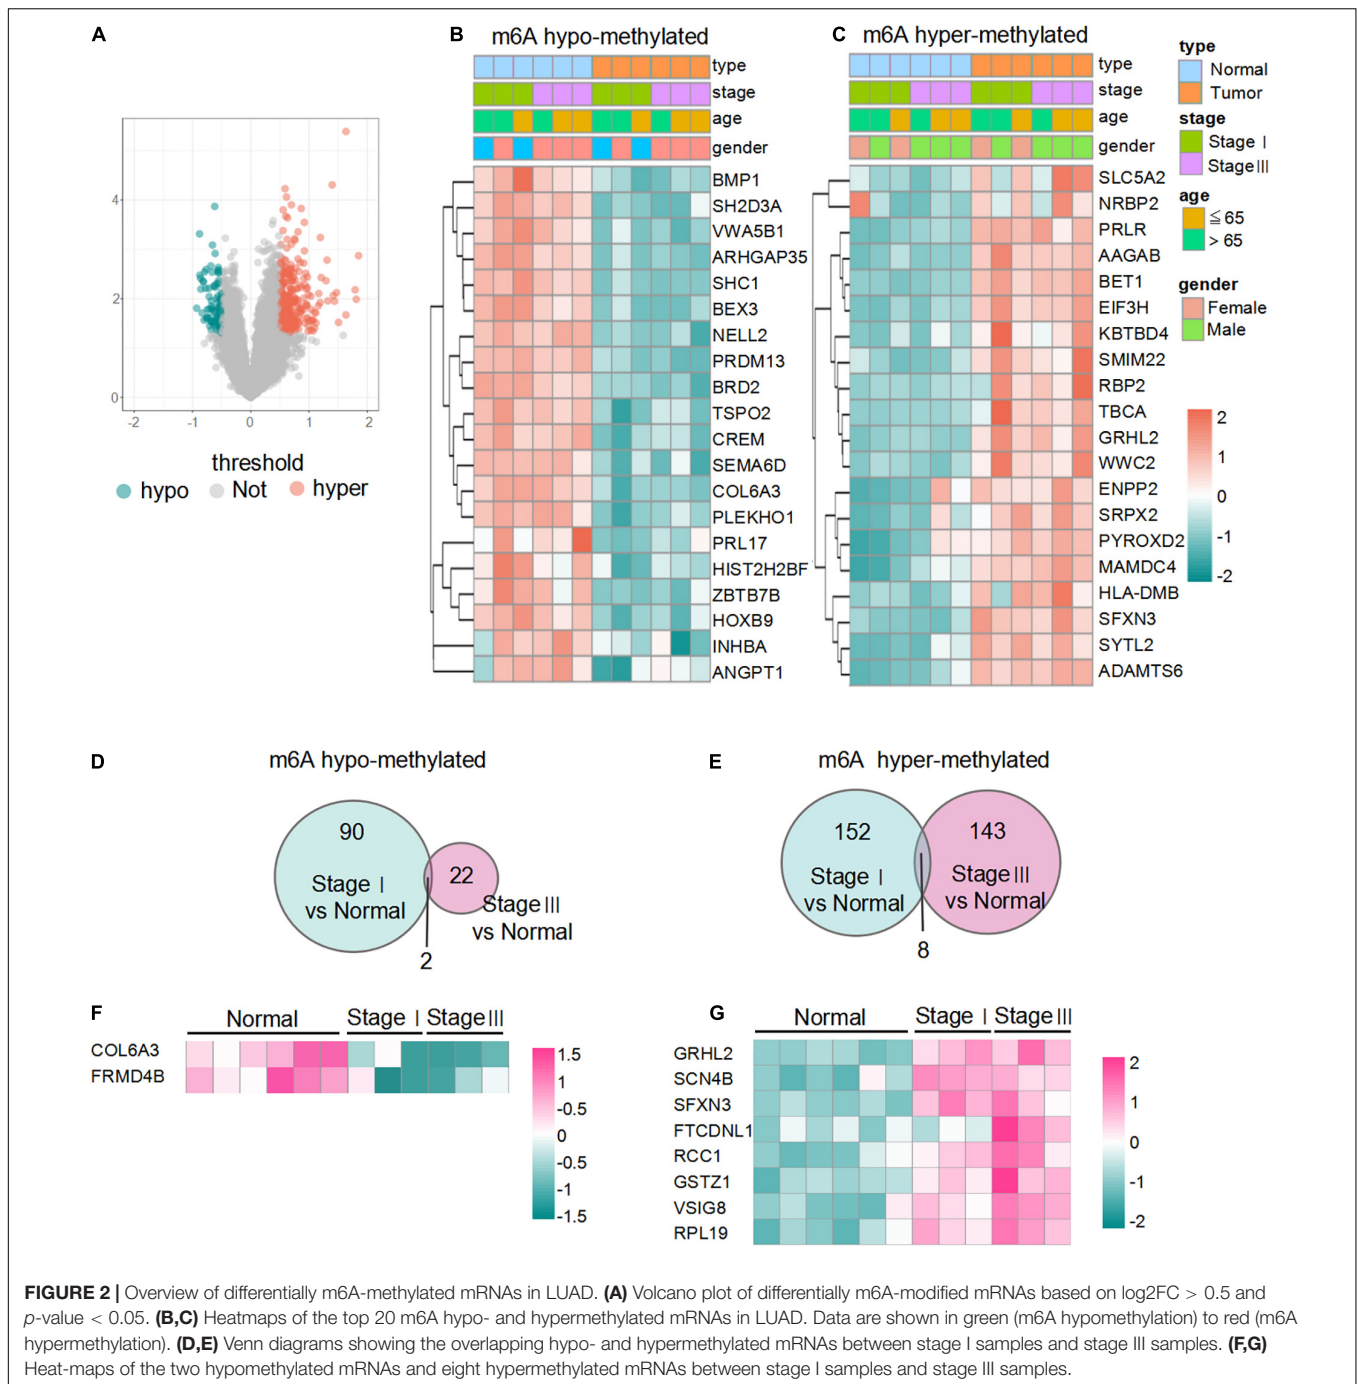 A
4
2
0
-2
-1
0
1
2
threshold
hypo
Not
hyper
B
m6A hypo-methylated
type
stage
age
gender
BMP1
SH2D3A
VWA5B1
ARHGAP35
SHC1
BEX3
NELL2
PRDM13
BRD2
TSPO2
CREM
SEMA6D
COL6A3
PLEKHO1
PRL17
HIST2H2BF
ZBTB7B
HOXB9
INHBA
ANGPT1
C
m6A hyper-methylated
type
stage
age
gender
SLC5A2
NRBP2
PRLR
AAGAB
BET1
EIF3H
KBTBD4
SMIM22
RBP2
TBCA
GRHL2
WWC2
ENPP2
SRPX2
PYROXD2
MAMDC4
HLA-DMB
SFXN3
SYTL2
ADAMTS6
type
Normal
Tumor
stage
Stage Ⅰ
Stage Ⅲ
age
≦ 65
> 65
gender
Female
Male
2
1
0
-1
-2
D
m6A hypo-methylated
90
Stage Ⅰ
vs Normal
22
Stage Ⅲ
vs Normal
2
E
m6A hyper-methylated
152
Stage Ⅰ
vs Normal
143
Stage Ⅲ
vs Normal
8
F
Normal
Stage Ⅰ
Stage Ⅲ
COL6A3
FRMD4B
1.5
1
-0.5
0
-0.5
-1
-1.5
G
Normal
Stage Ⅰ
Stage Ⅲ
GRHL2
SCN4B
SFXN3
FTCDNL1
RCC1
GSTZ1
VSIG8
RPL19
2
1
0
-1
-2
FIGURE 2 | Overview of differentially m6A-methylated mRNAs in LUAD. (A) Volcano plot of differentially m6A-modified mRNAs based on log2FC > 0.5 and
p-value < 0.05. (B,C) Heatmaps of the top 20 m6A hypo- and hypermethylated mRNAs in LUAD. Data are shown in green (m6A hypomethylation) to red (m6A
hypermethylation). (D,E) Venn diagrams showing the overlapping hypo- and hypermethylated mRNAs between stage I samples and stage III samples. (F,G)
Heat-maps of the two hypomethylated mRNAs and eight hypermethylated mRNAs between stage I samples and stage III samples.